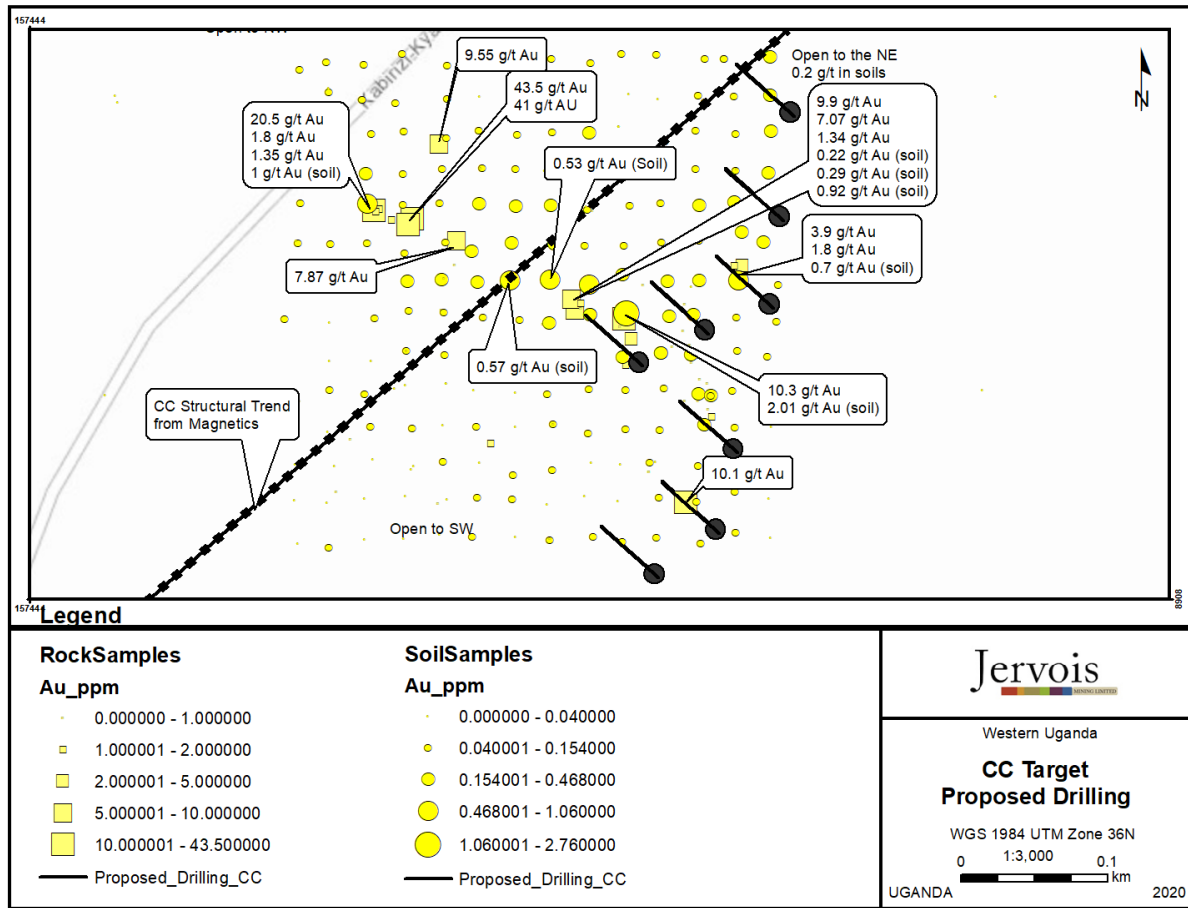 157444
Open to NW
Kabinzi-Kya
9.55 g/t Au
43.5 g/t Au
41 g/t AU
20.5 g/t Au
1.8 g/t Au
1.35 g/t Au
1 g/t Au (soil)
Open to the NE
0.2 g/t in soils
N
9.9 g/t Au
7.07 g/t Au
1.34 g/t Au
0.22 g/t Au (soil)
0.29 g/t Au (soil)
0.92 g/t Au (soil)
0.53 g/t Au (Soil)
3.9 g/t Au
1.8 g/t Au
0.7 g/t Au (soil)
7.87 g/t Au
0.57 g/t Au (soil)
10.3 g/t Au
2.01 g/t Au (soil)
CC Structural Trend
from Magnetics
10.1 g/t Au
Open to SW
15744
8908
Legend
RockSamples
Au_ppm
0.000000 - 1.000000
1.000001 - 2.000000
2.000001 - 5.000000
5.000001 - 10.000000
10.000001 - 43.500000
Proposed_Drilling_CC
SoilSamples
Au_ppm
0.000000 - 0.040000
0.040001 - 0.154000
0.154001 - 0.468000
0.468001 - 1.060000
1.060001 - 2.760000
Proposed_Drilling_CC
Jervois
MINING LIMITED
Western Uganda
CC Target
Proposed Drilling
WGS 1984 UTM Zone 36N
1:3,000
0 0.1
km
UGANDA 2020